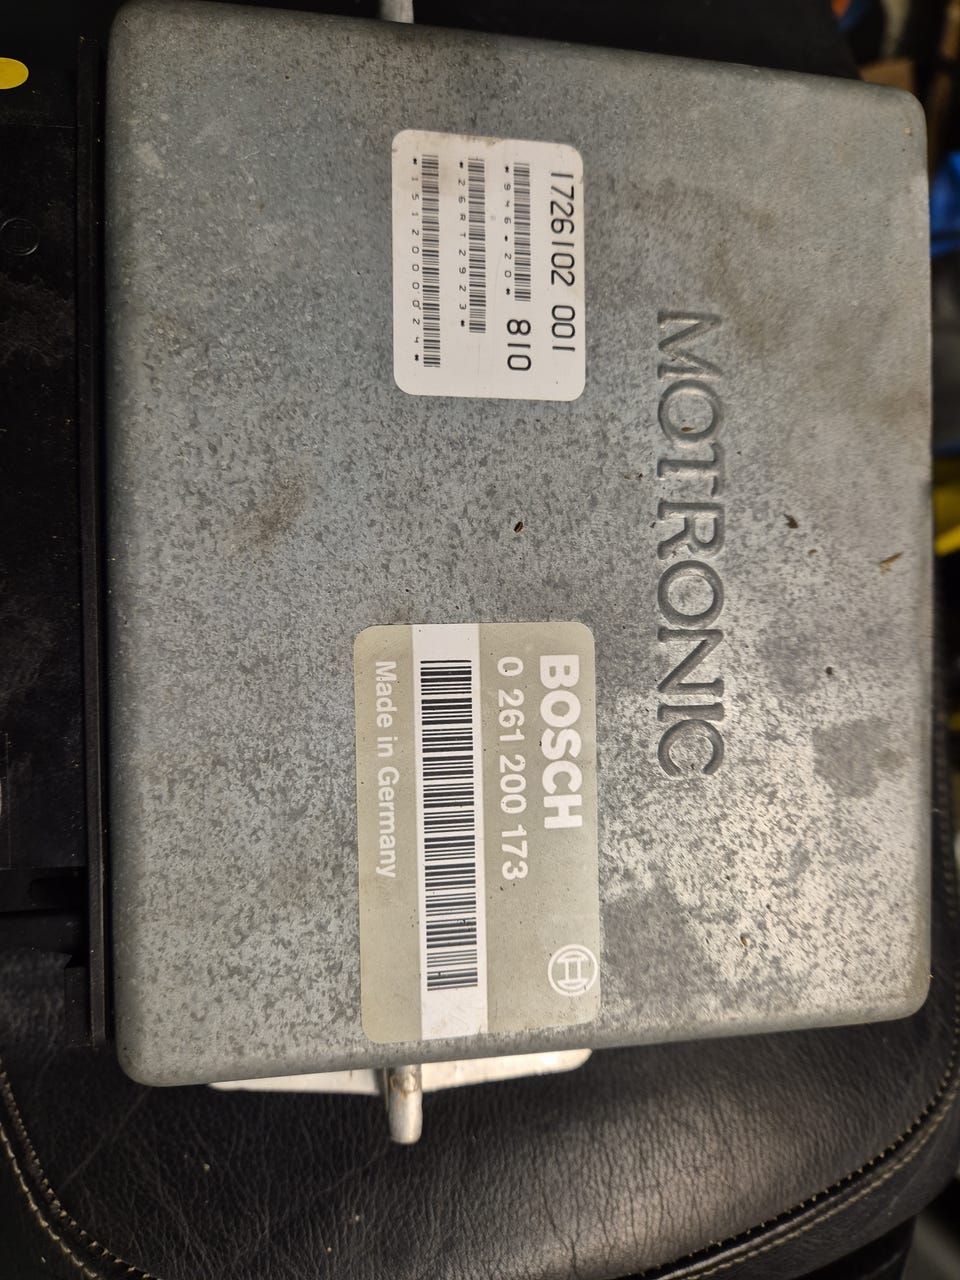 MOTRONIC
1726102 001
810
*946.20*
*26RT2923*
*1512000024*
BOSCH
0 261 200 173
Made in Germany